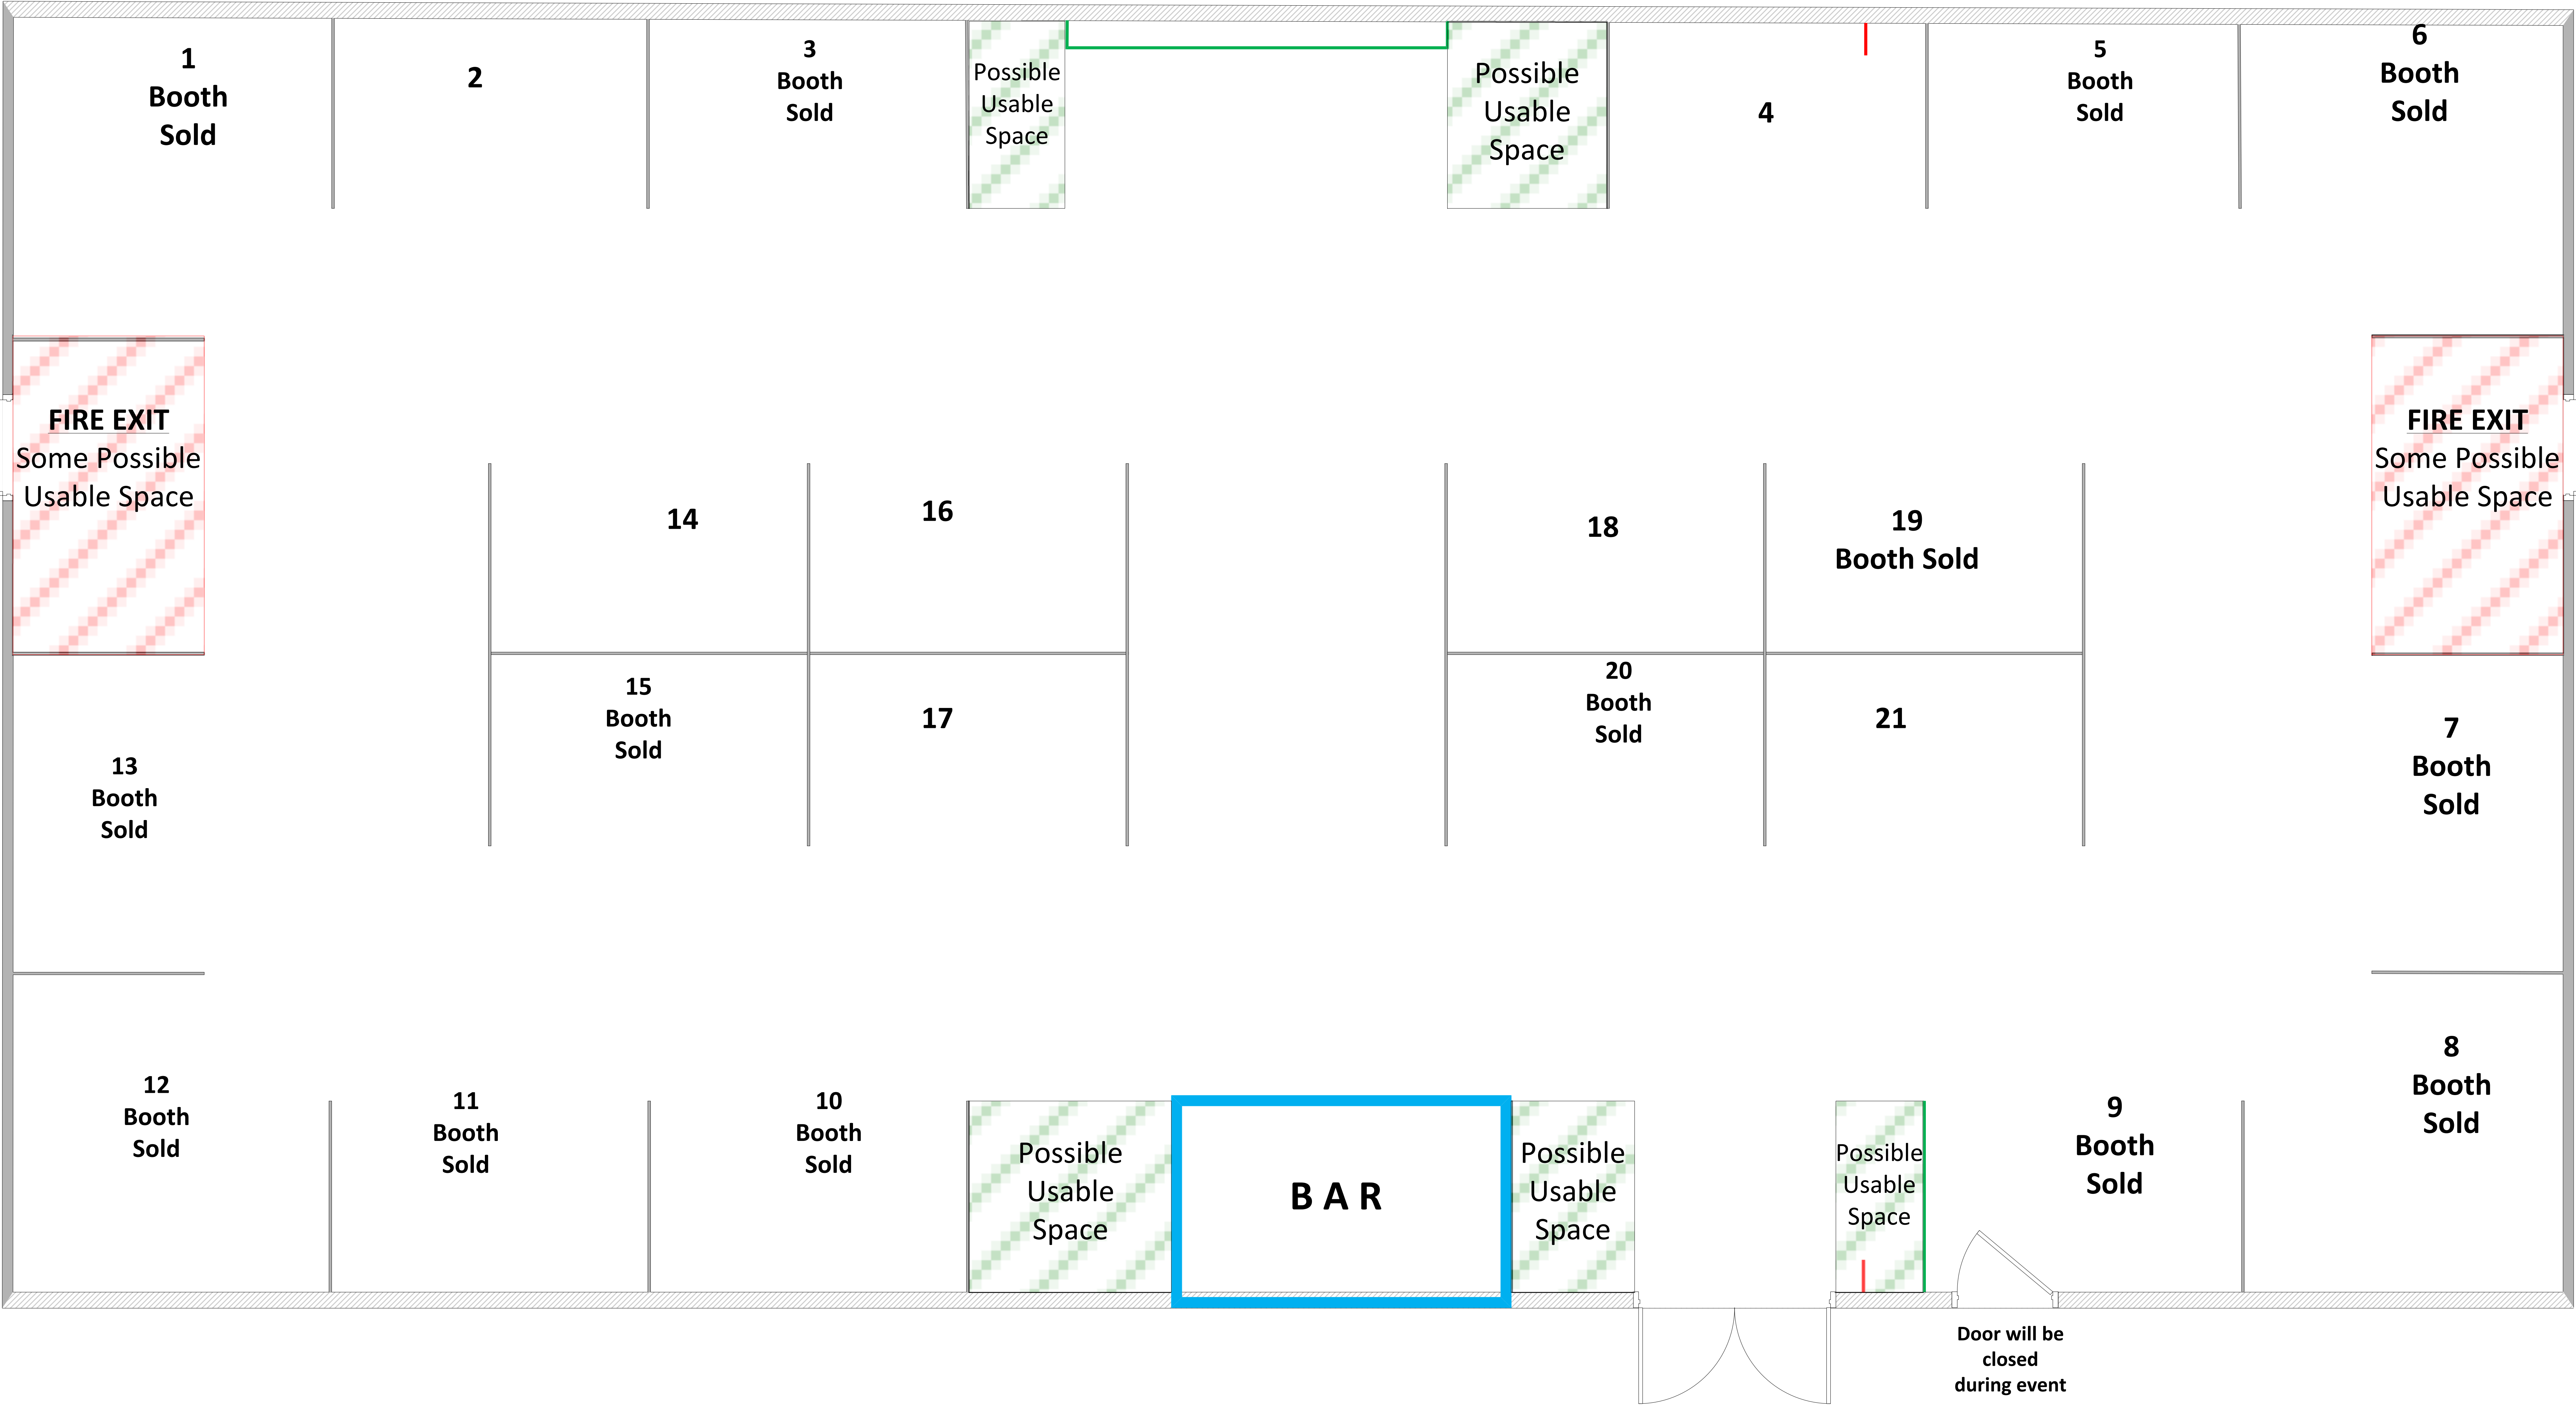 1
Booth
Sold
2
3
Booth
Sold
Possible
Usable
Space
Possible
Usable
Space
4
5
Booth
Sold
6
Booth
Sold
FIRE EXIT
Some Possible
Usable Space
FIRE EXIT
Some Possible
Usable Space
14
16
18
19
Booth Sold
15
Booth
Sold
17
20
Booth
Sold
21
13
Booth
Sold
7
Booth
Sold
12
Booth
Sold
11
Booth
Sold
10
Booth
Sold
Possible
Usable
Space
BAR
Possible
Usable
Space
Possible
Usable
Space
9
Booth
Sold
8
Booth
Sold
Door will be
closed
during event